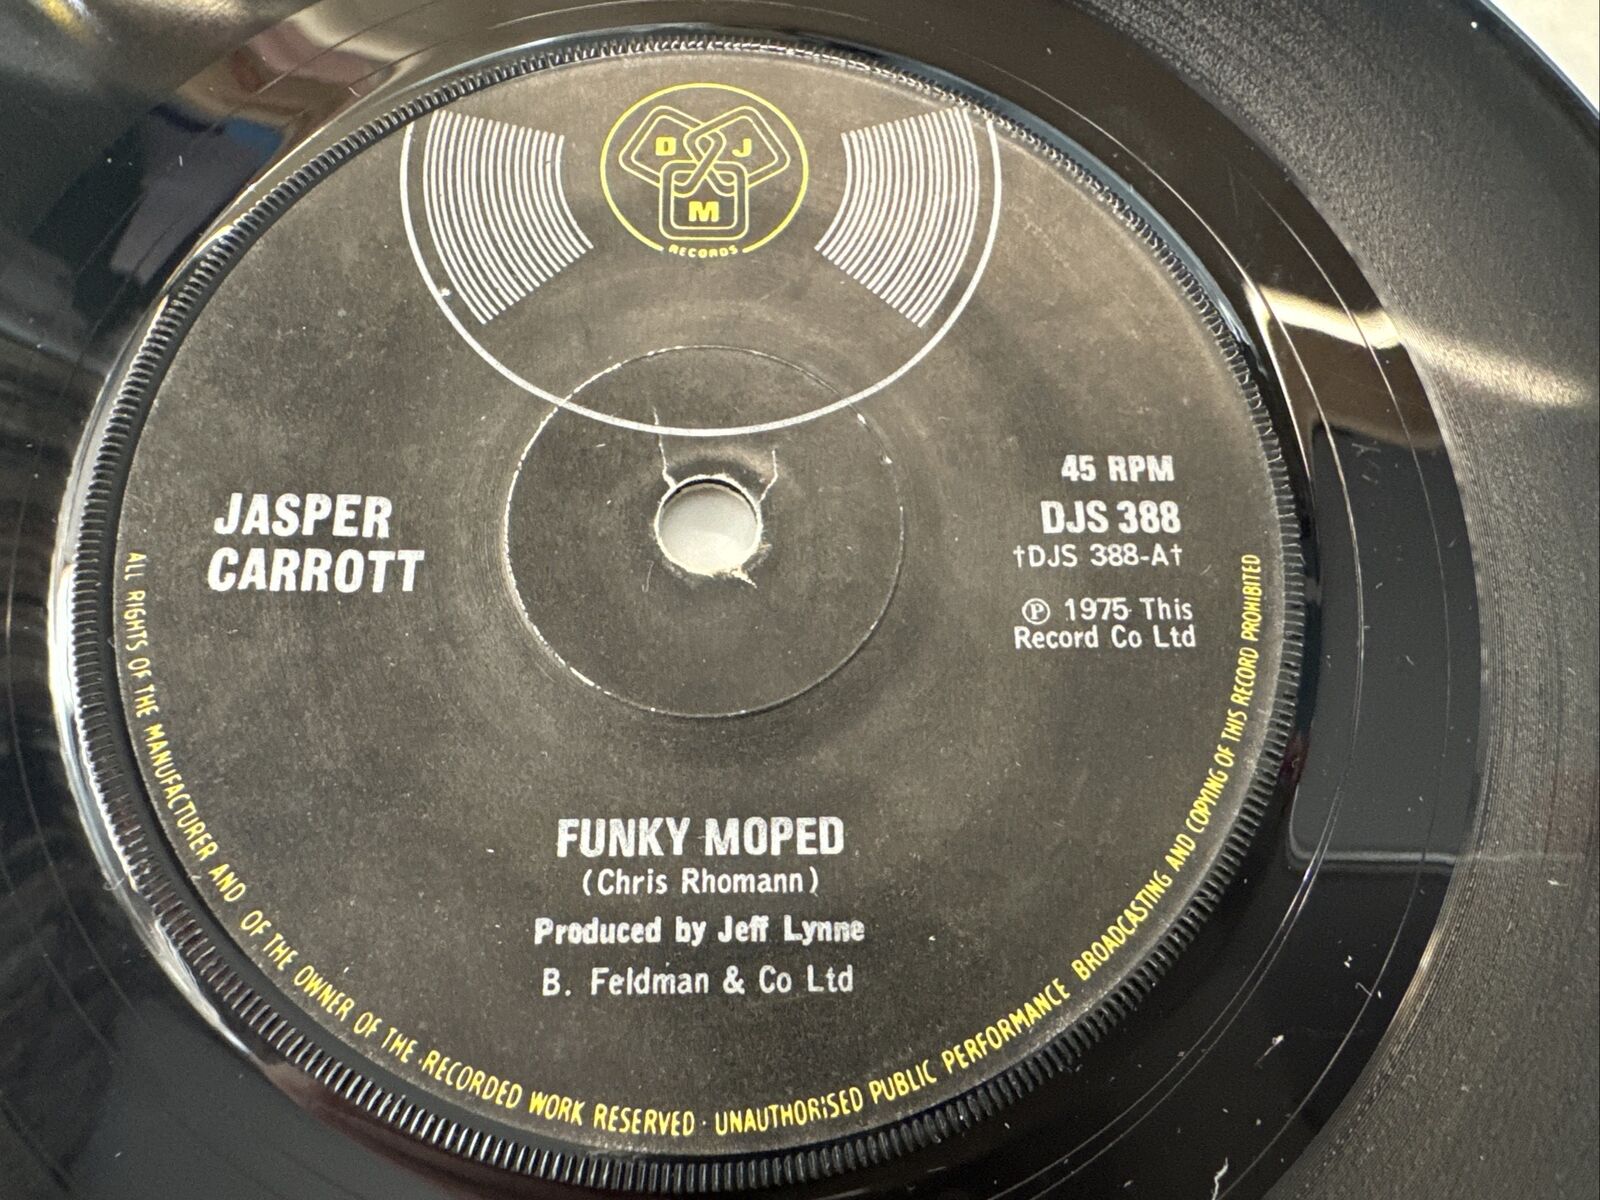 D J
M
RECORDS
JASPER
CARROTT
45 RPM
DJS 388
†DJS 388-A†
℗ 1975 This
Record Co Ltd
FUNKY MOPED
(Chris Rhomann)
Produced by Jeff Lynne
B. Feldman & Co Ltd
ALL RIGHTS OF THE MANUFACTURER AND OF THE OWNER OF THE RECORDED WORK RESERVED · UNAUTHORISED PUBLIC PERFORMANCE BROADCASTING AND COPYING OF THIS RECORD PROHIBITED